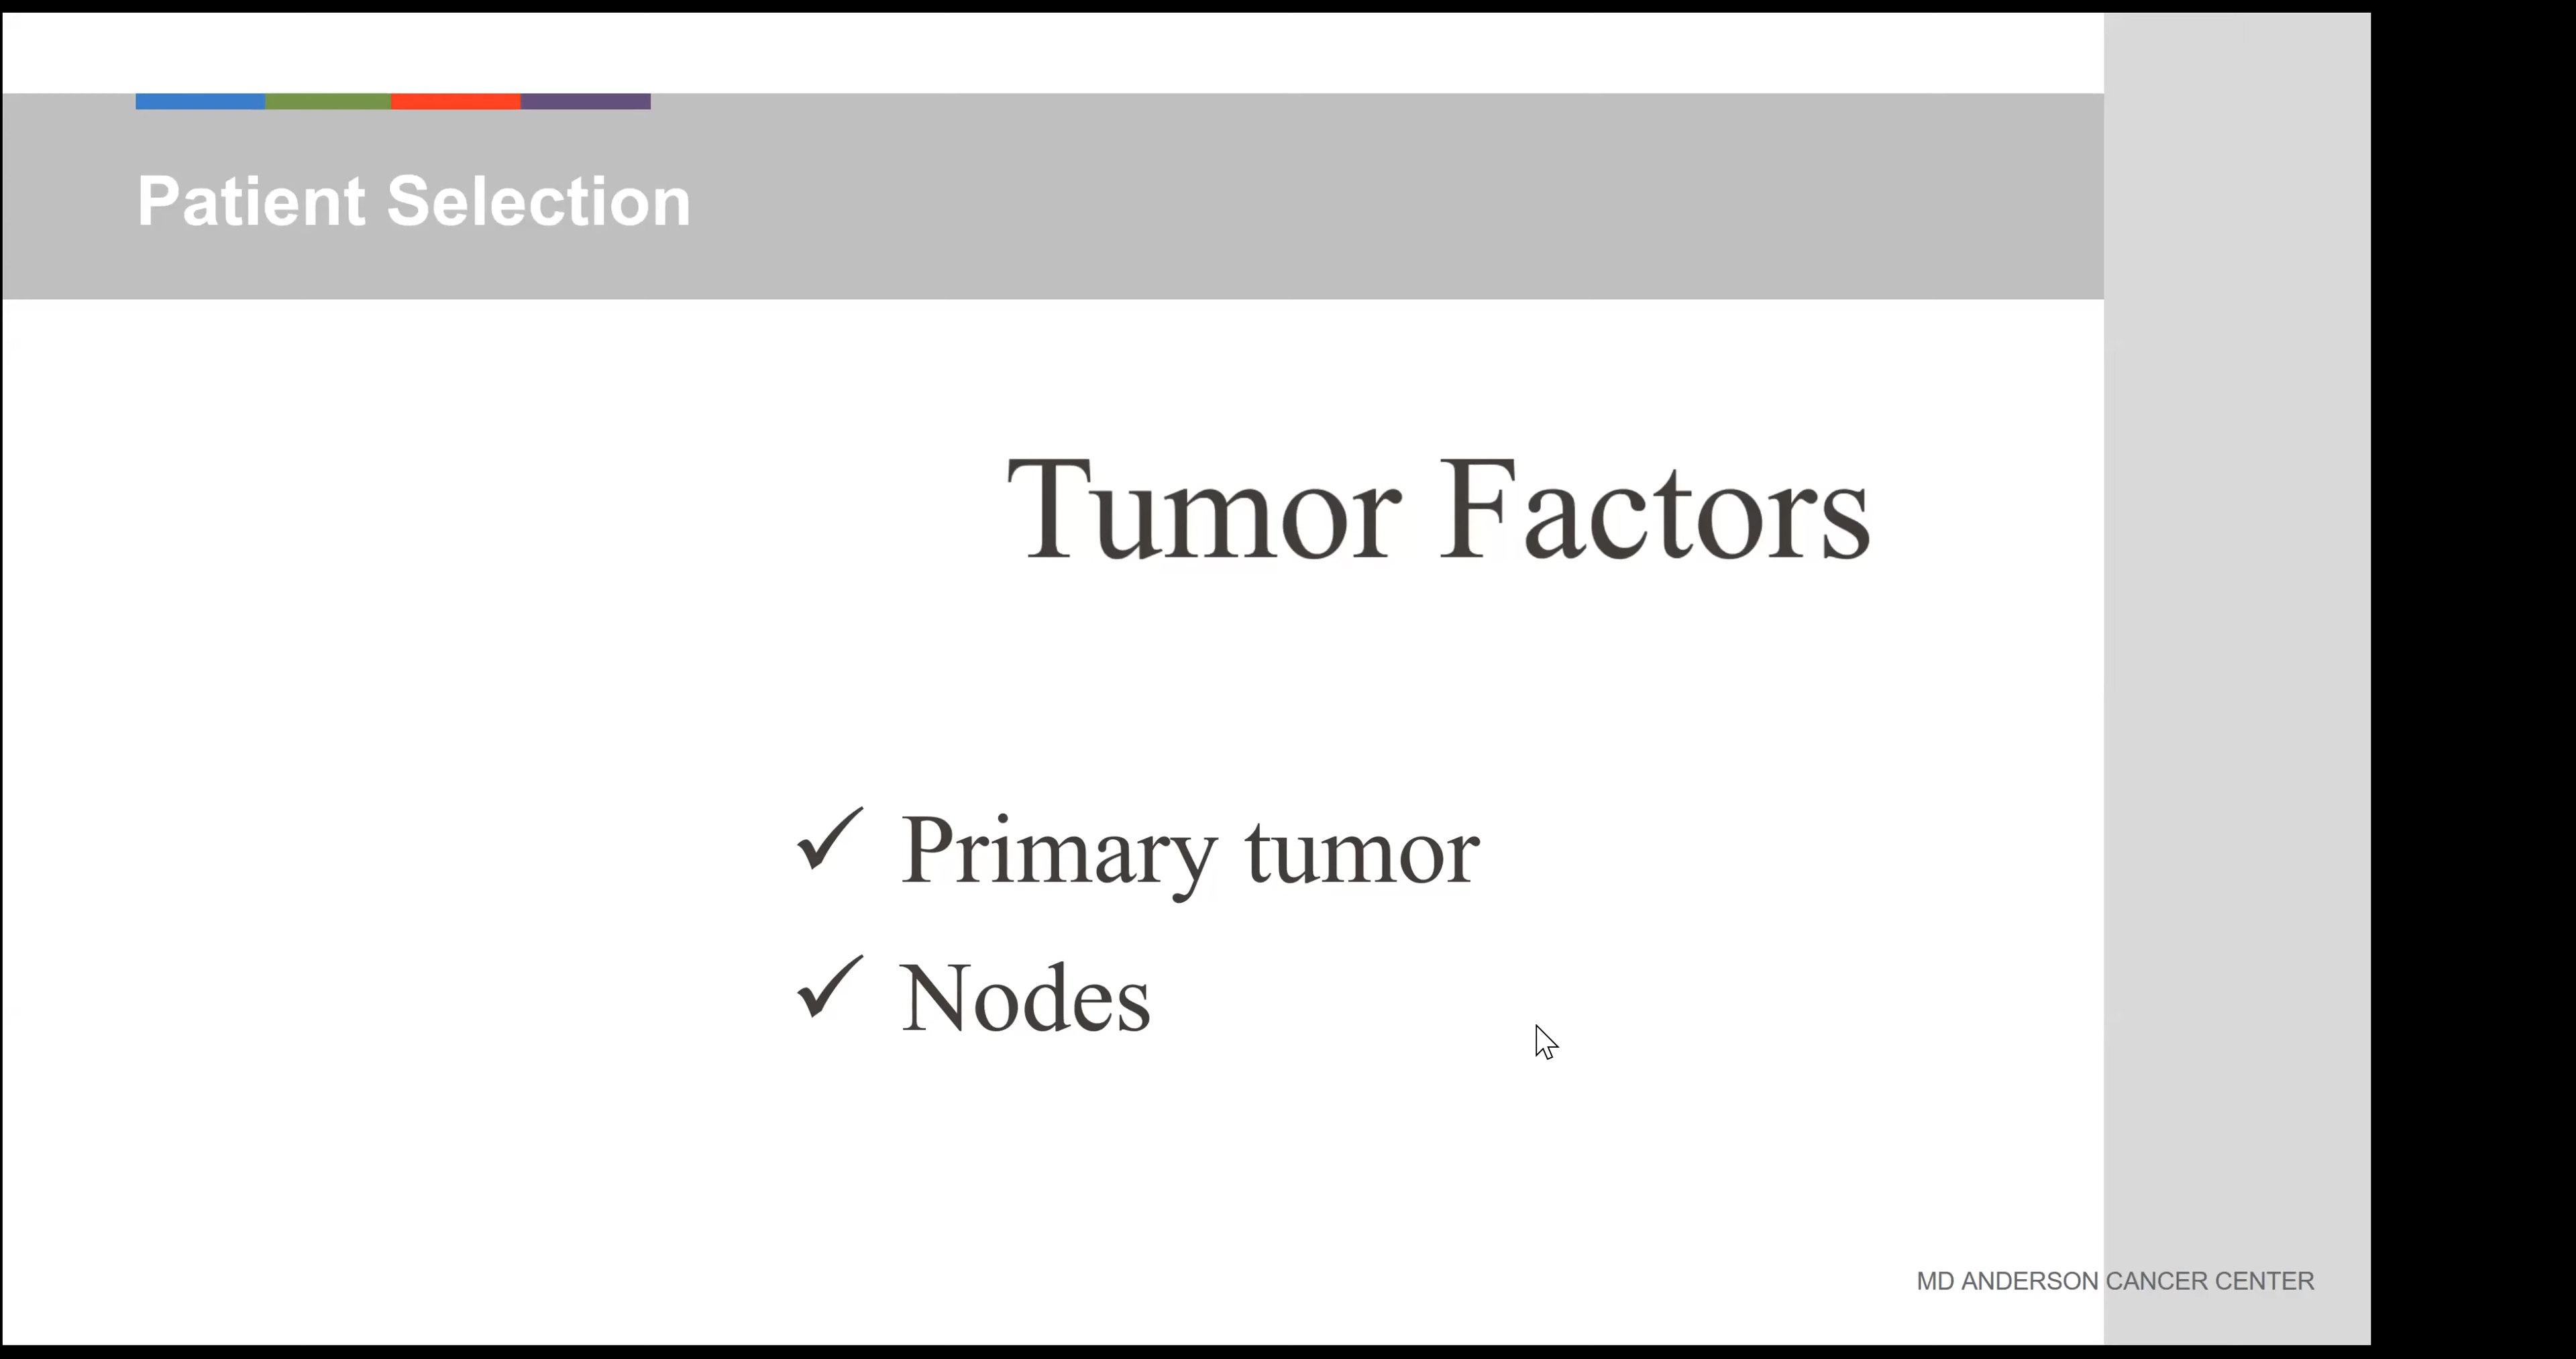 Patient Selection
Tumor Factors
✓ Primary tumor
✓ Nodes
MD ANDERSON CANCER CENTER